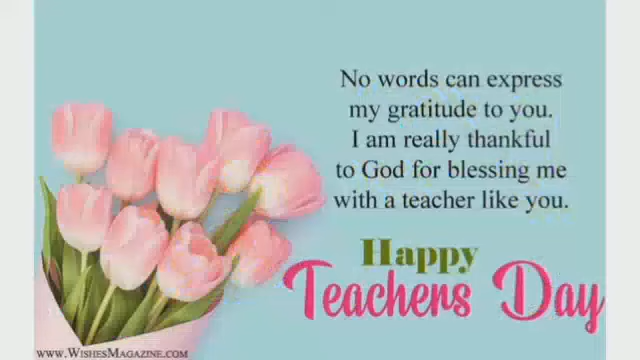 No words can express
my gratitude to you.
I am really thankful
to God for blessing me
with a teacher like you.
Happy
Teachers Day
www.WishesMagazine.com